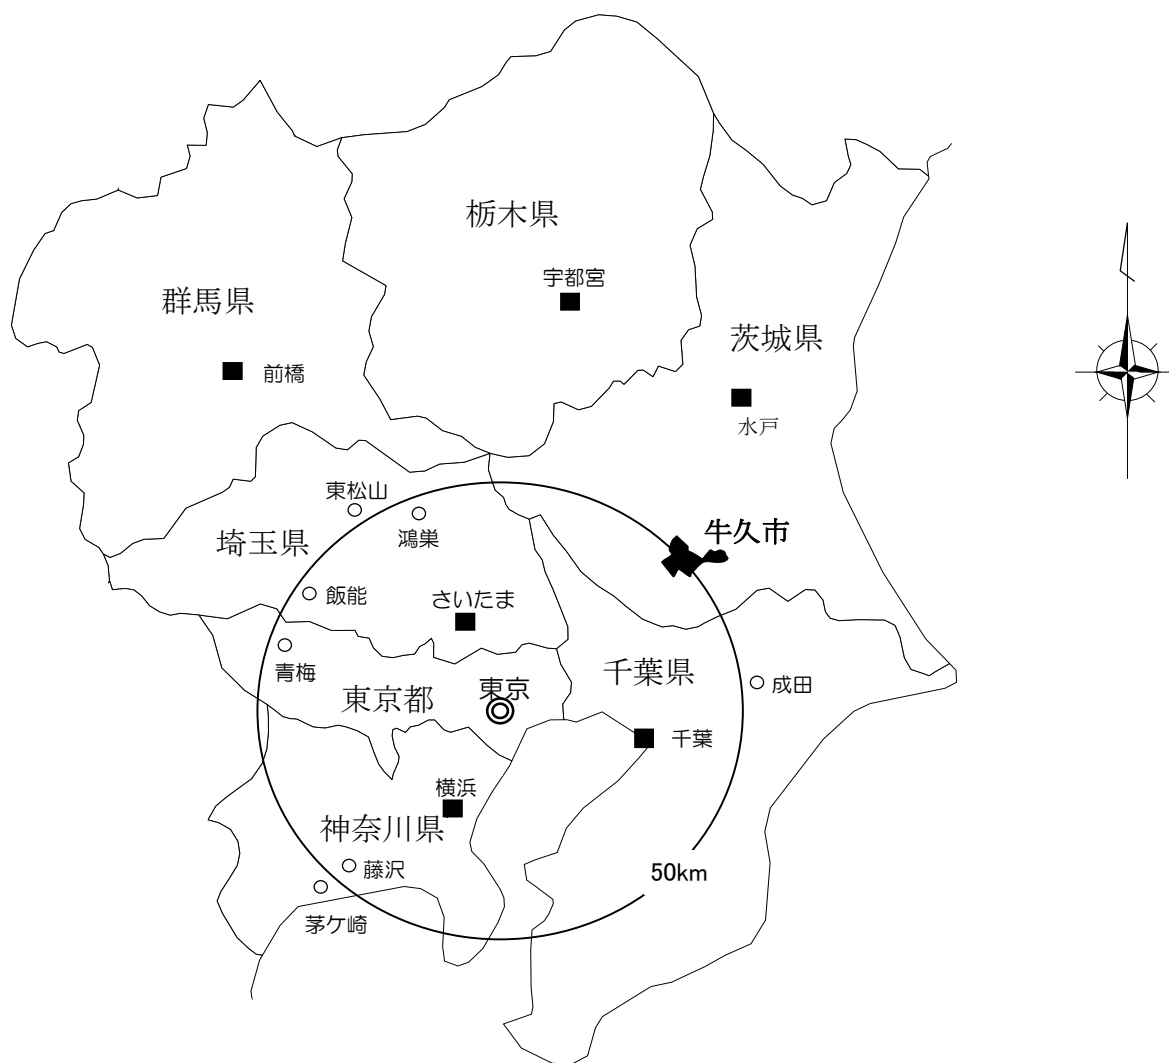 栃木県
宇都宮
群馬県
茨城県
前橋
水戸
東松山
鴻巣
牛久市
埼玉県
飯能
さいたま
青梅
千葉県
成田
東京都
東京
千葉
横浜
神奈川県
藤沢
50km
茅ケ崎